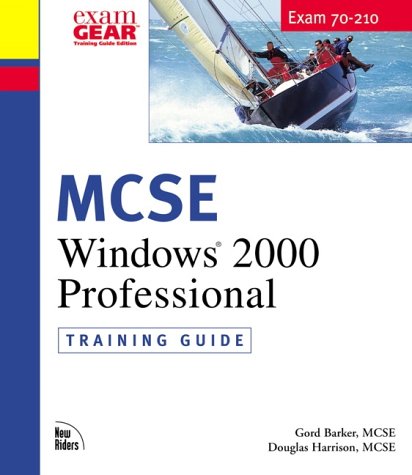 exam
GEAR™
Training Guide Edition
Exam 70-210
MCSE
Windows® 2000
Professional
TRAINING GUIDE
Gord Barker, MCSE
Douglas Harrison, MCSE
New
Riders